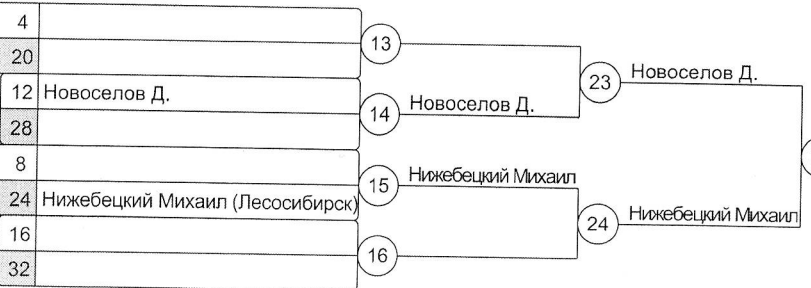 4
13
20
23
Новоселов Д.
12 Новоселов Д.
14
Новоселов Д.
28
8
15
Нижебецкий Михаил
24 Нижебецкий Михаил (Лесосибирск)
24
Нижебецкий Михаил
16
16
32